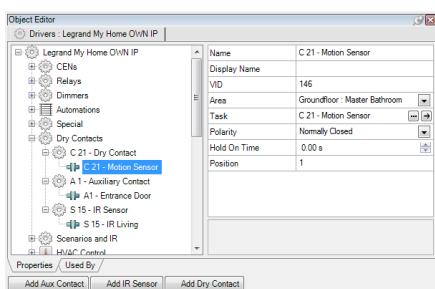 Object Editor
Drivers : Legrand My Home OWN IP
Legrand My Home OWN IP
CENs
Relays
Dimmers
Automations
Special
Dry Contacts
C 21 - Dry Contact
C 21 - Motion Sensor
A 1 - Auxiliary Contact
A1 - Entrance Door
S 15 - IR Sensor
S 15 - IR Living
Scenarios and IR
HVAC Control
Name C 21 - Motion Sensor
Display Name
VID 146
Area Groundfloor : Master Bathroom
Task C 21 - Motion Sensor ...
Polarity Normally Closed
Hold On Time 0.00 s
Position 1
Properties Used By
Add Aux Contact Add IR Sensor Add Dry Contact